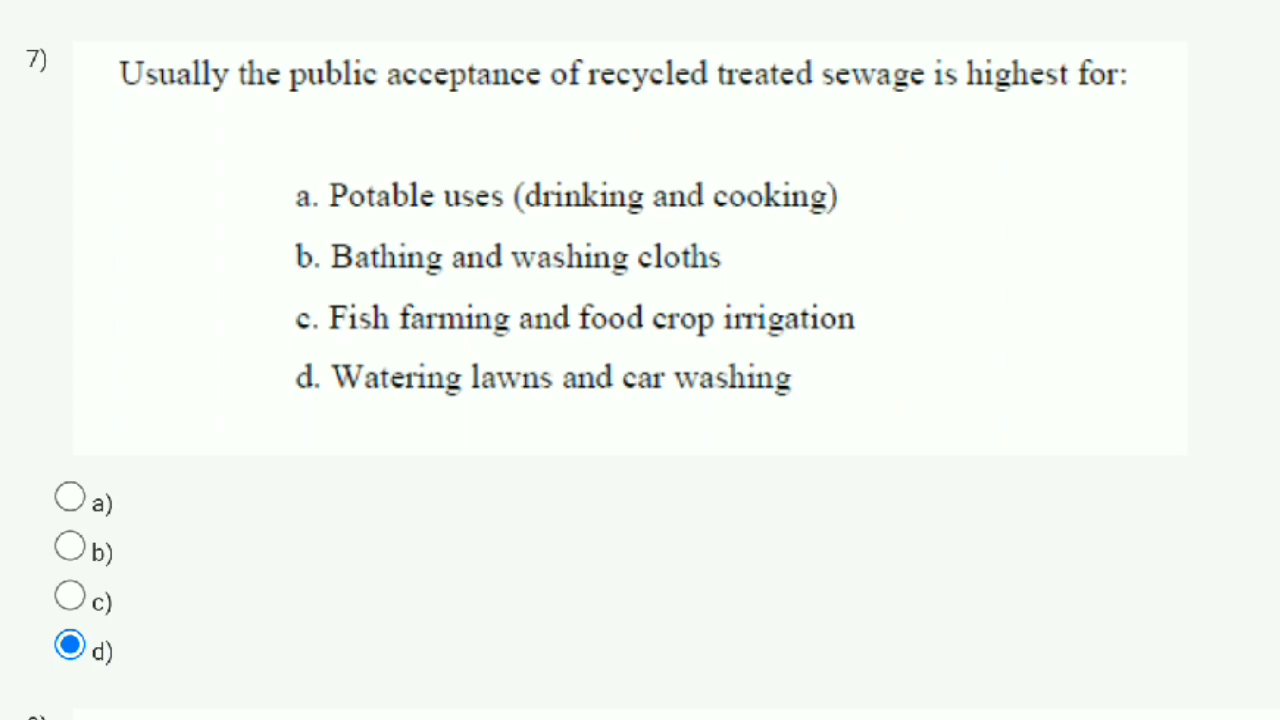 7)
Usually the public acceptance of recycled treated sewage is highest for:
a. Potable uses (drinking and cooking)
b. Bathing and washing cloths
c. Fish farming and food crop irrigation
d. Watering lawns and car washing
a)
b)
c)
d)